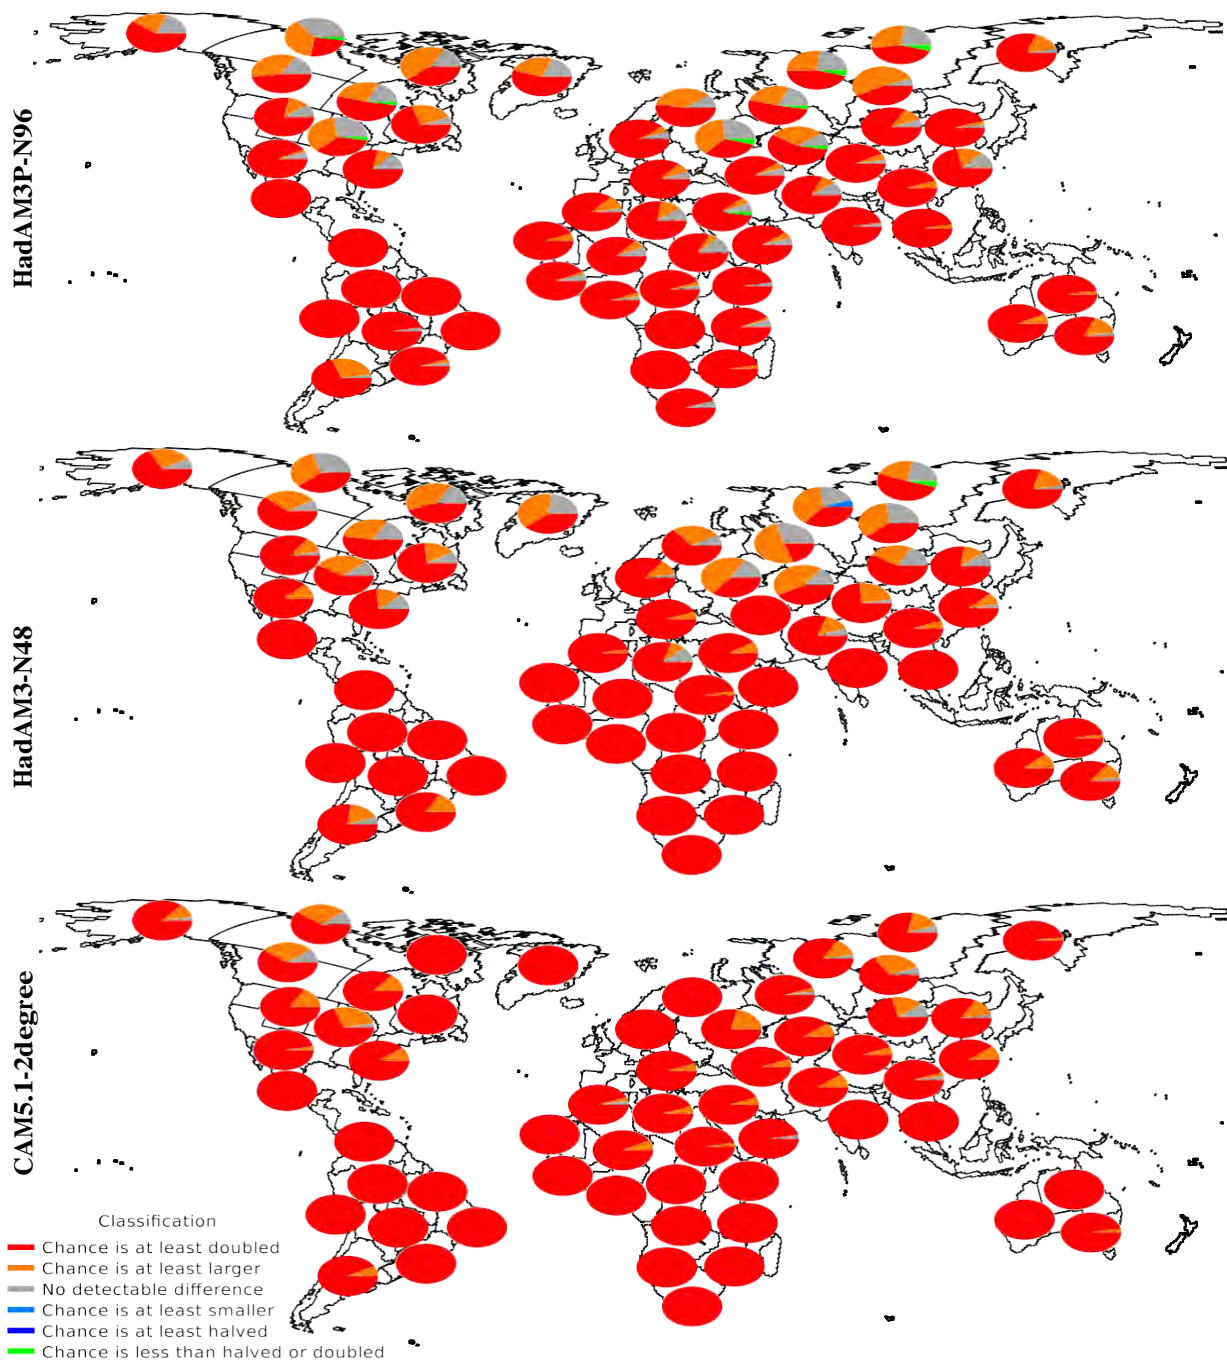 HadAM3P-N96
HadAM3-N48
CAM5.1-2degree
Classification
Chance is at least doubled
Chance is at least larger
No detectable difference
Chance is at least smaller
Chance is at least halved
Chance is less than halved or doubled